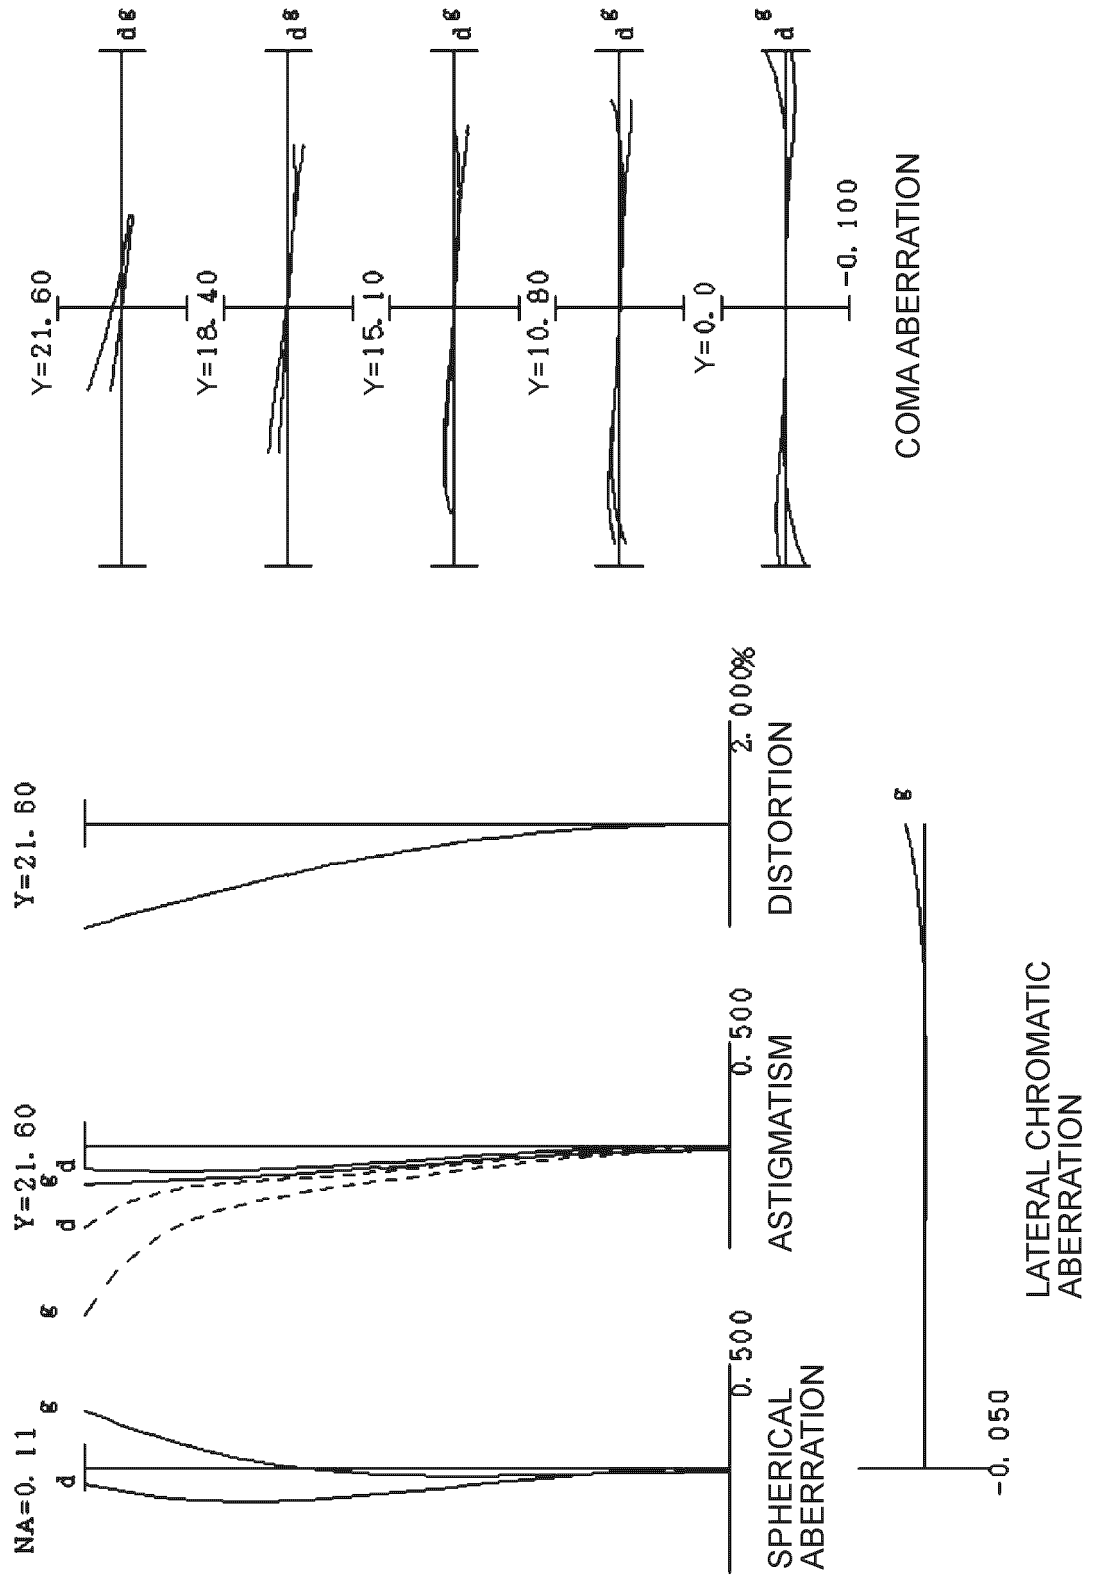 NA=0. 11
d
g
0. 500
SPHERICAL
ABERRATION
Y=21. 60
g
d
g
d
0. 500
ASTIGMATISM
Y=21. 60
2. 000%
DISTORTION
Y=21. 60
d g
Y=18. 40
d g
Y=15. 10
d g
Y=10. 80
d g
Y=0. 0
d g
-0. 100
COMA ABERRATION
g
-0. 050
LATERAL CHROMATIC
ABERRATION